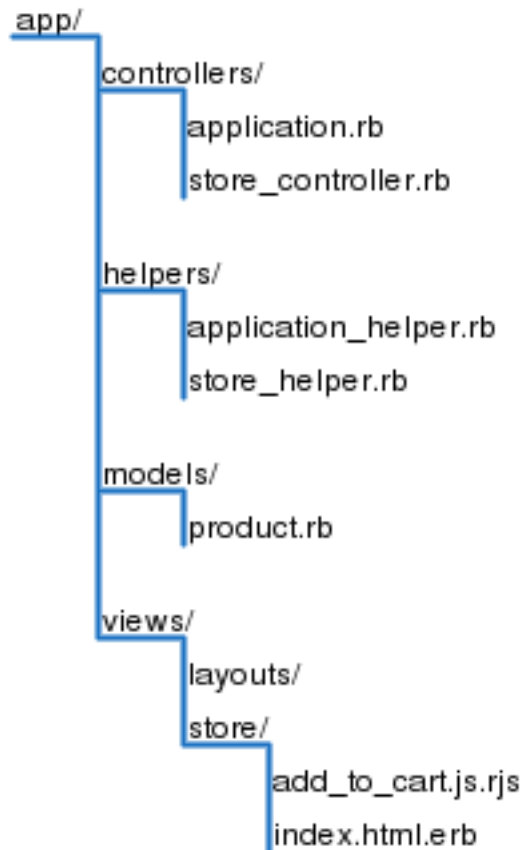 app/
controllers/
application.rb
store_controller.rb
helpers/
application_helper.rb
store_helper.rb
models/
product.rb
views/
layouts/
store/
add_to_cart.js.rjs
index.html.erb